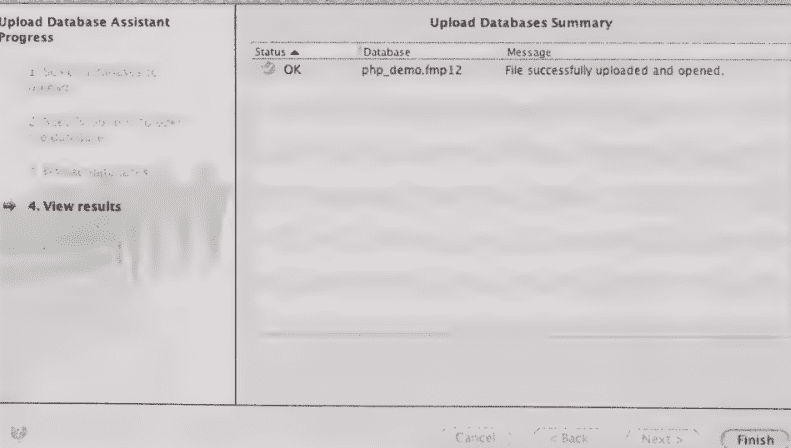 Upload Database Assistant
Progress
4. View results
Upload Databases Summary
Status
Database
Message
OK
php_demo.fmp12
File successfully uploaded and opened.
Cancel
< Back
Next >
Finish